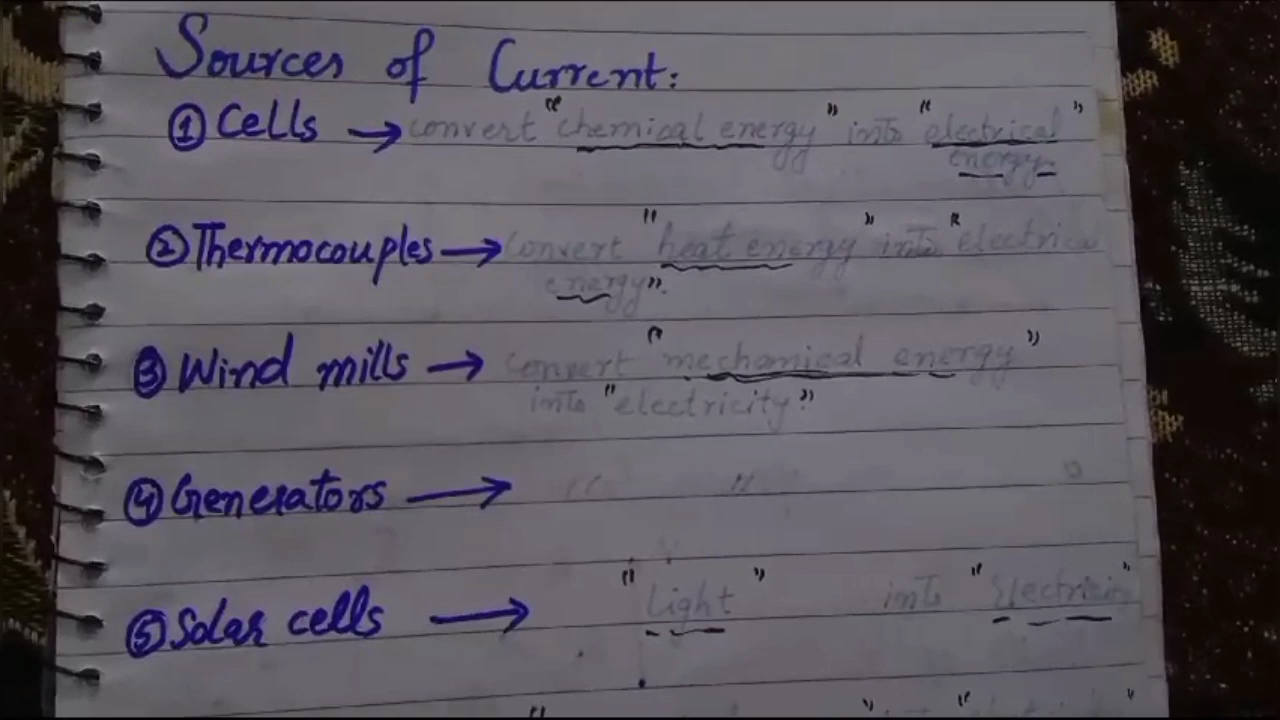 Sources of Current:
① Cells → convert "chemical energy" into "electrical
energy"
② Thermocouples → convert "heat energy" into "electrical
energy".
③ Wind mills → convert "mechanical energy"
into "electricity."
④ Generators → " "
⑤ Solar cells → "Light" into "Electricity"